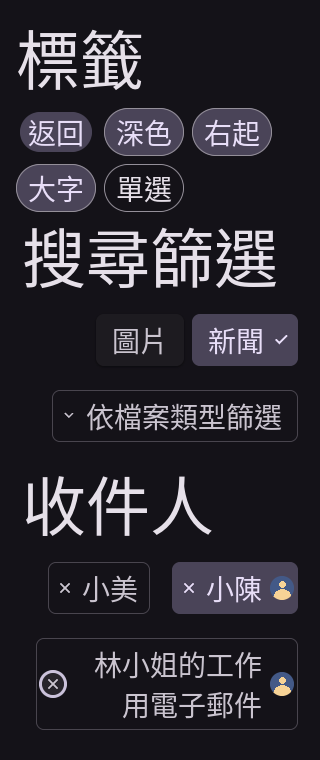 標籤
返回 深色 右起
大字 單選
搜尋篩選
圖片 新聞
依檔案類型篩選
收件人
小美 小陳
林小姐的工作
用電子郵件